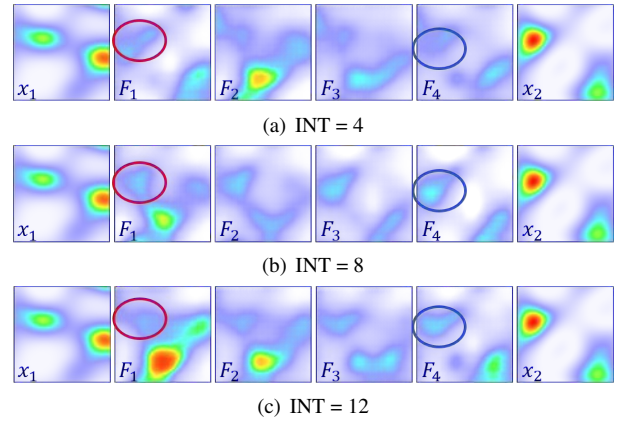 x₁ F₁ F₂ F₃ F₄ x₂
(a) INT = 4
x₁ F₁ F₂ F₃ F₄ x₂
(b) INT = 8
x₁ F₁ F₂ F₃ F₄ x₂
(c) INT = 12